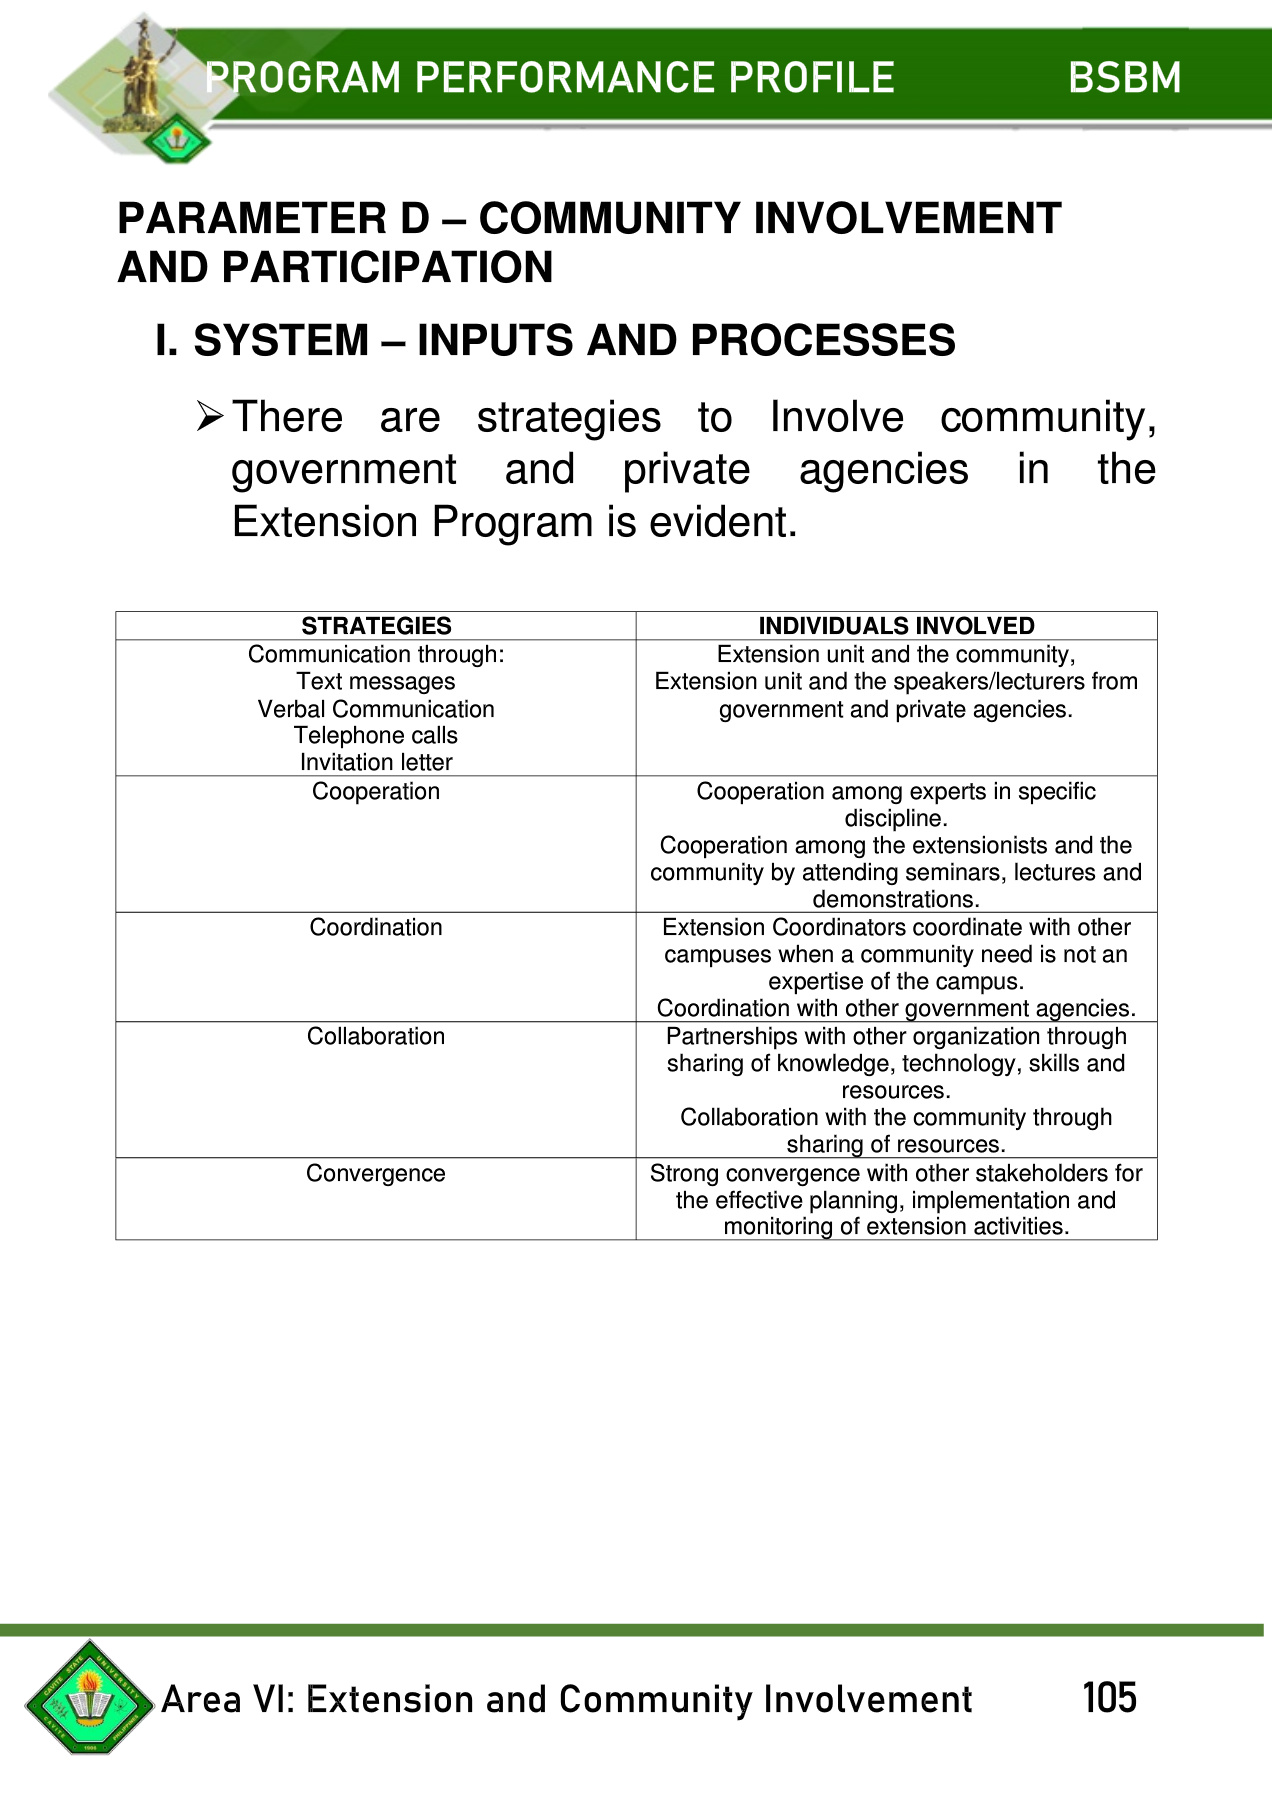 PROGRAM PERFORMANCE PROFILE BSBM
PARAMETER D – COMMUNITY INVOLVEMENT
AND PARTICIPATION
I. SYSTEM – INPUTS AND PROCESSES
➢ There are strategies to Involve community,
government and private agencies in the
Extension Program is evident.
STRATEGIES
INDIVIDUALS INVOLVED
Communication through:
Text messages
Verbal Communication
Telephone calls
Invitation letter
Extension unit and the community,
Extension unit and the speakers/lecturers from
government and private agencies.
Cooperation
Cooperation among experts in specific
discipline.
Cooperation among the extensionists and the
community by attending seminars, lectures and
demonstrations.
Coordination
Extension Coordinators coordinate with other
campuses when a community need is not an
expertise of the campus.
Coordination with other government agencies.
Collaboration
Partnerships with other organization through
sharing of knowledge, technology, skills and
resources.
Collaboration with the community through
sharing of resources.
Convergence
Strong convergence with other stakeholders for
the effective planning, implementation and
monitoring of extension activities.
CAVITE STATE UNIVERSITY
CAVITE PHILIPPINES
1906
Area VI: Extension and Community Involvement 105